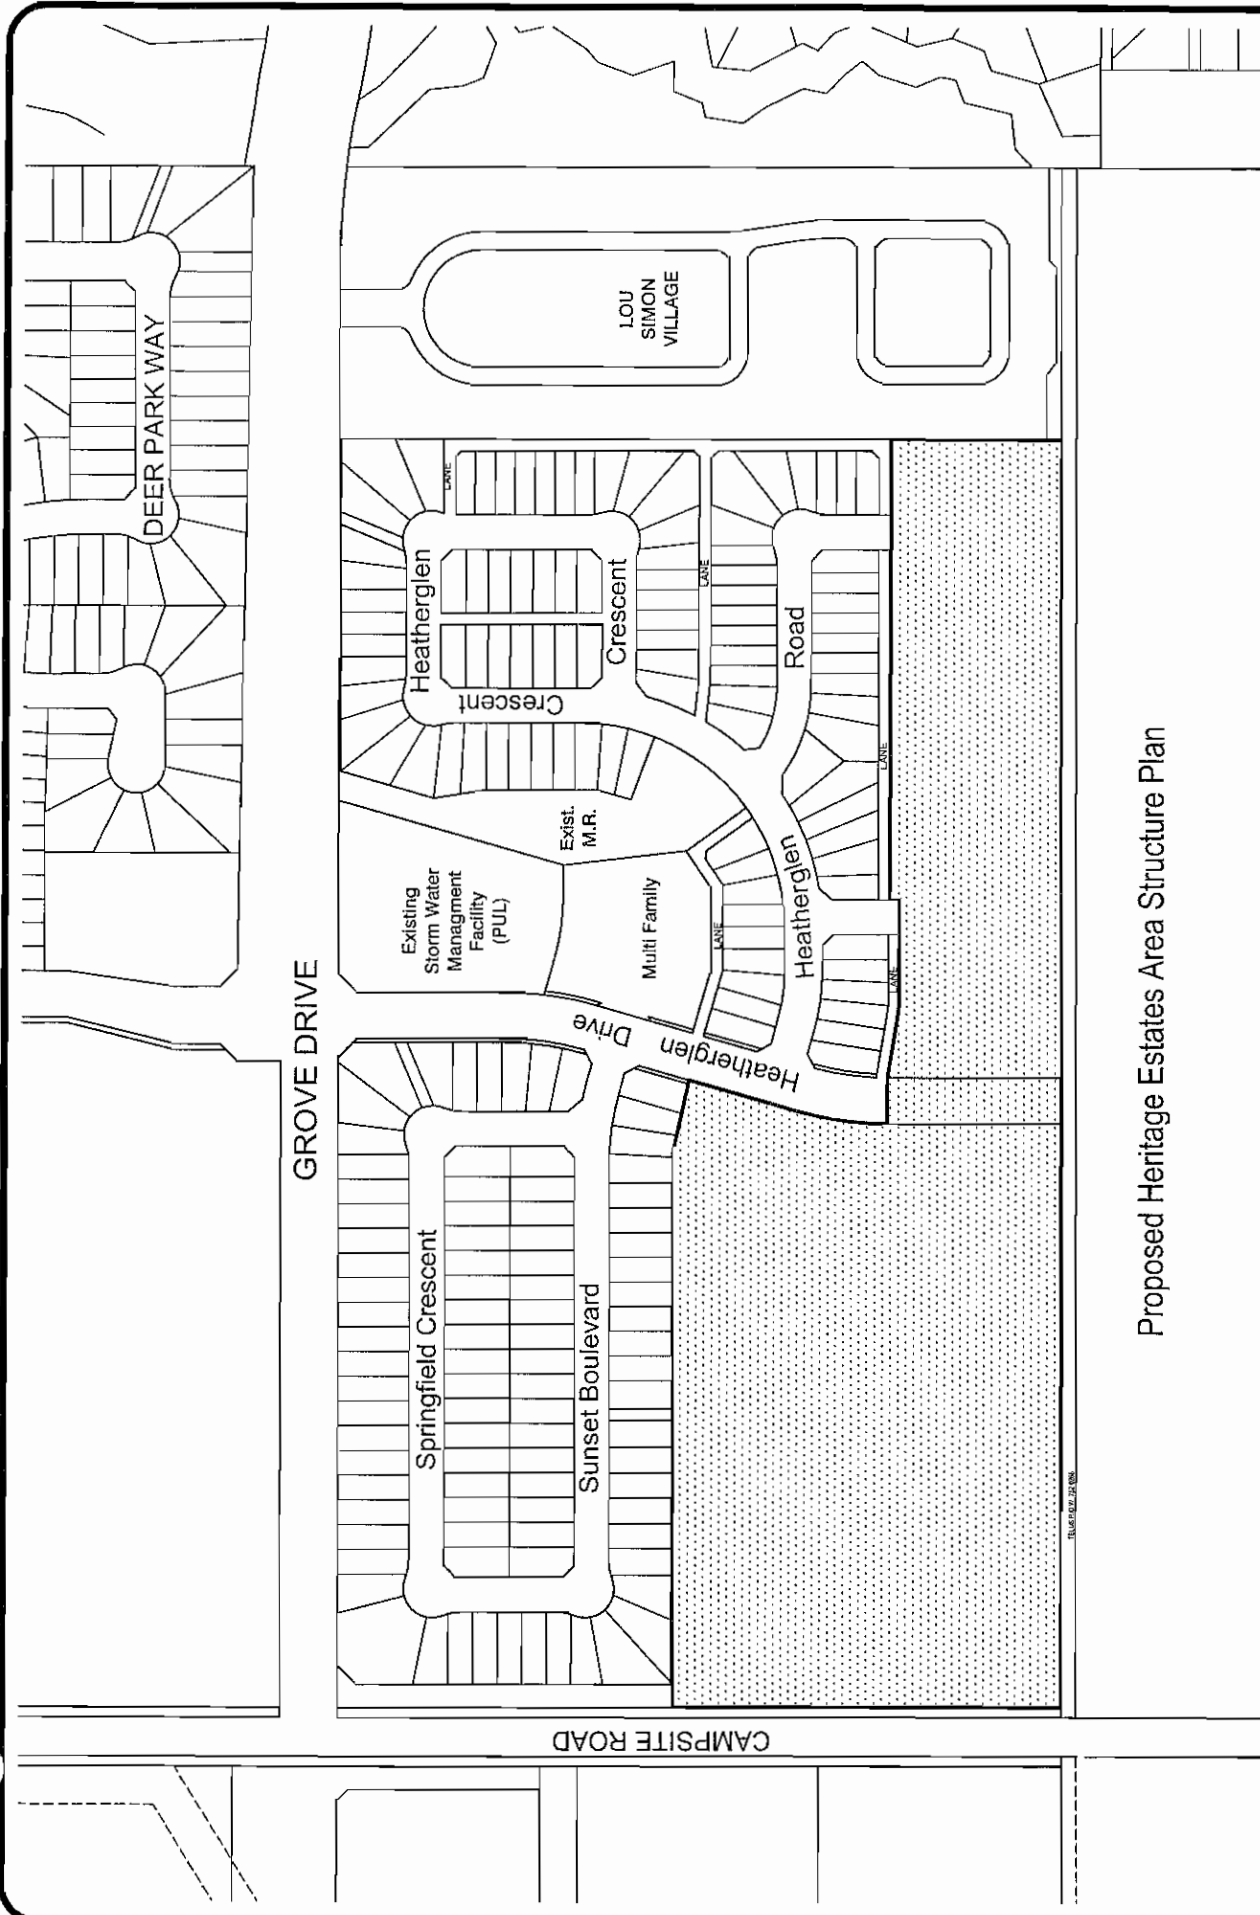 DEER PARK WAY
GROVE DRIVE
LOU
SIMON
VILLAGE
LANE
Heatherglen
Crescent
Crescent
LANE
Road
LANE
Exist.
M.R.
Existing
Storm Water
Managment
Facility
(PUL)
Multi Family
LANE
Heatherglen
LANE
Heatherglen Drive
Springfield Crescent
Sunset Boulevard
CAMPSITE ROAD
Proposed Heritage Estates Area Structure Plan